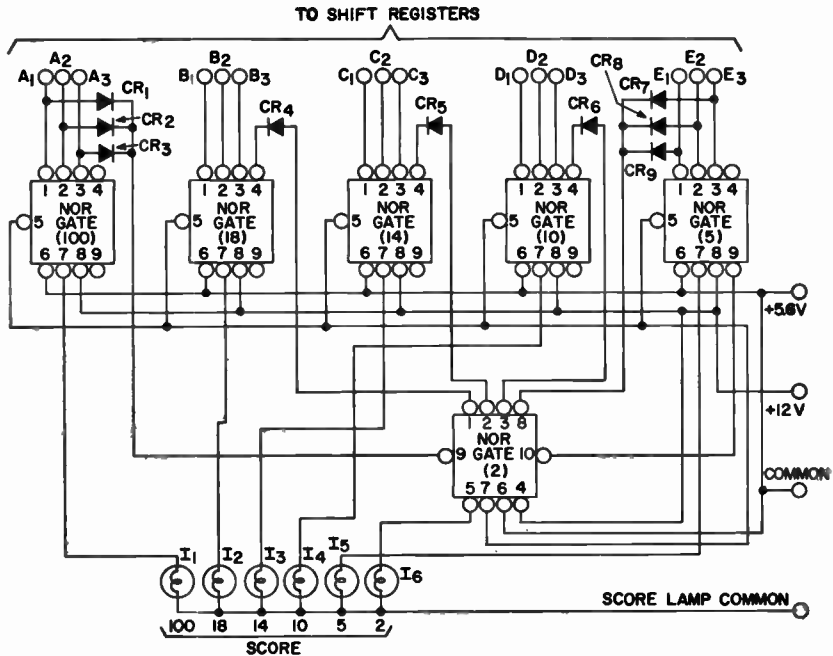 TO SHIFT REGISTERS
A1 A2 A3 B1 B2 B3 C1 C2 C3 D1 D2 D3 E1 E2 E3
CR1 CR2 CR3 CR4 CR5 CR6 CR7 CR8 CR9
1 2 3 4 1 2 3 4 1 2 3 4 1 2 3 4 1 2 3 4
5 NOR GATE (100) 5 NOR GATE (18) 5 NOR GATE (14) 5 NOR GATE (10) 5 NOR GATE (5)
6 7 8 9 6 7 8 9 6 7 8 9 6 7 8 9 6 7 8 9
+5.6V
+12V
1 2 3 8
NOR
9 GATE 10
(2)
5 7 6 4
COMMON
I1 I2 I3 I4 I5 I6
SCORE LAMP COMMON
100 18 14 10 5 2
SCORE